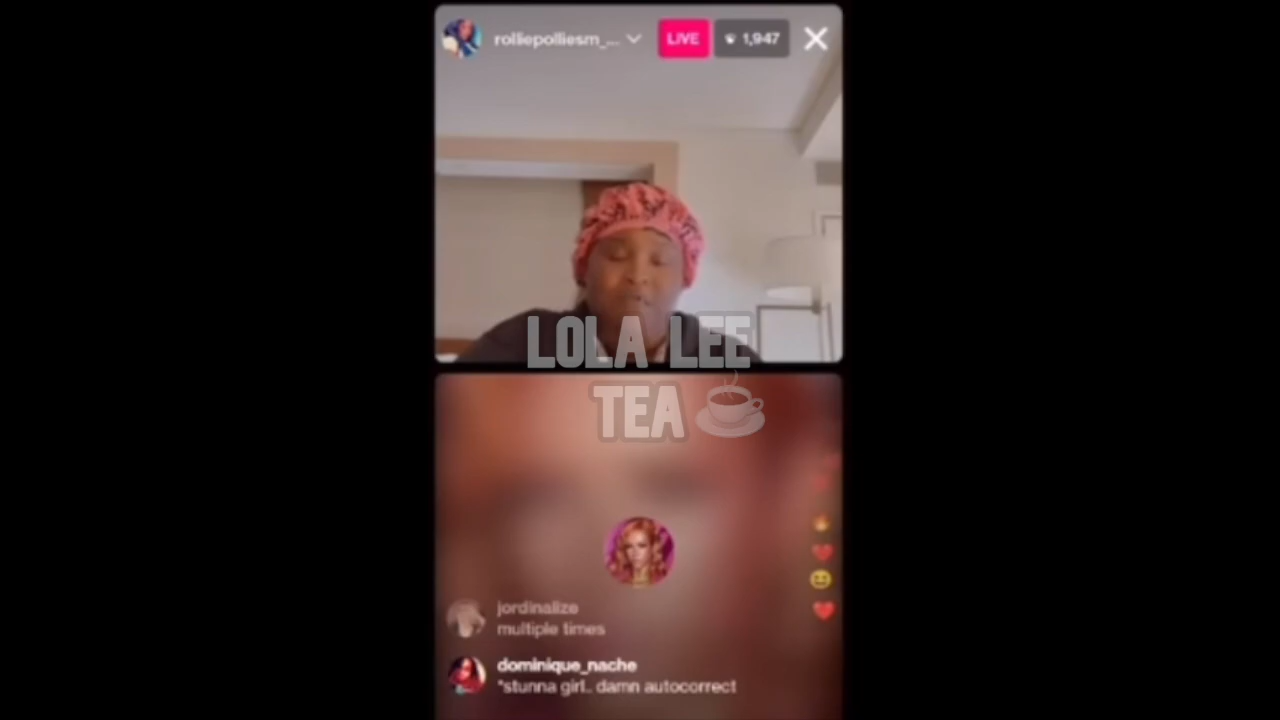 rolliepolliesm_...
LIVE
1,947
LOLA LEE
TEA
jordinalize
multiple times
dominique_nache
*stunna girl.. damn autocorrect